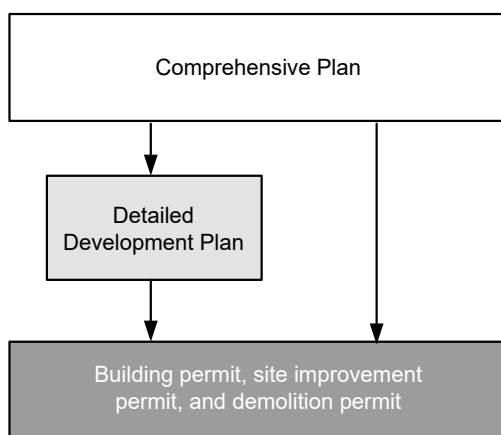 Comprehensive Plan
Detailed
Development Plan
Building permit, site improvement
permit, and demolition permit